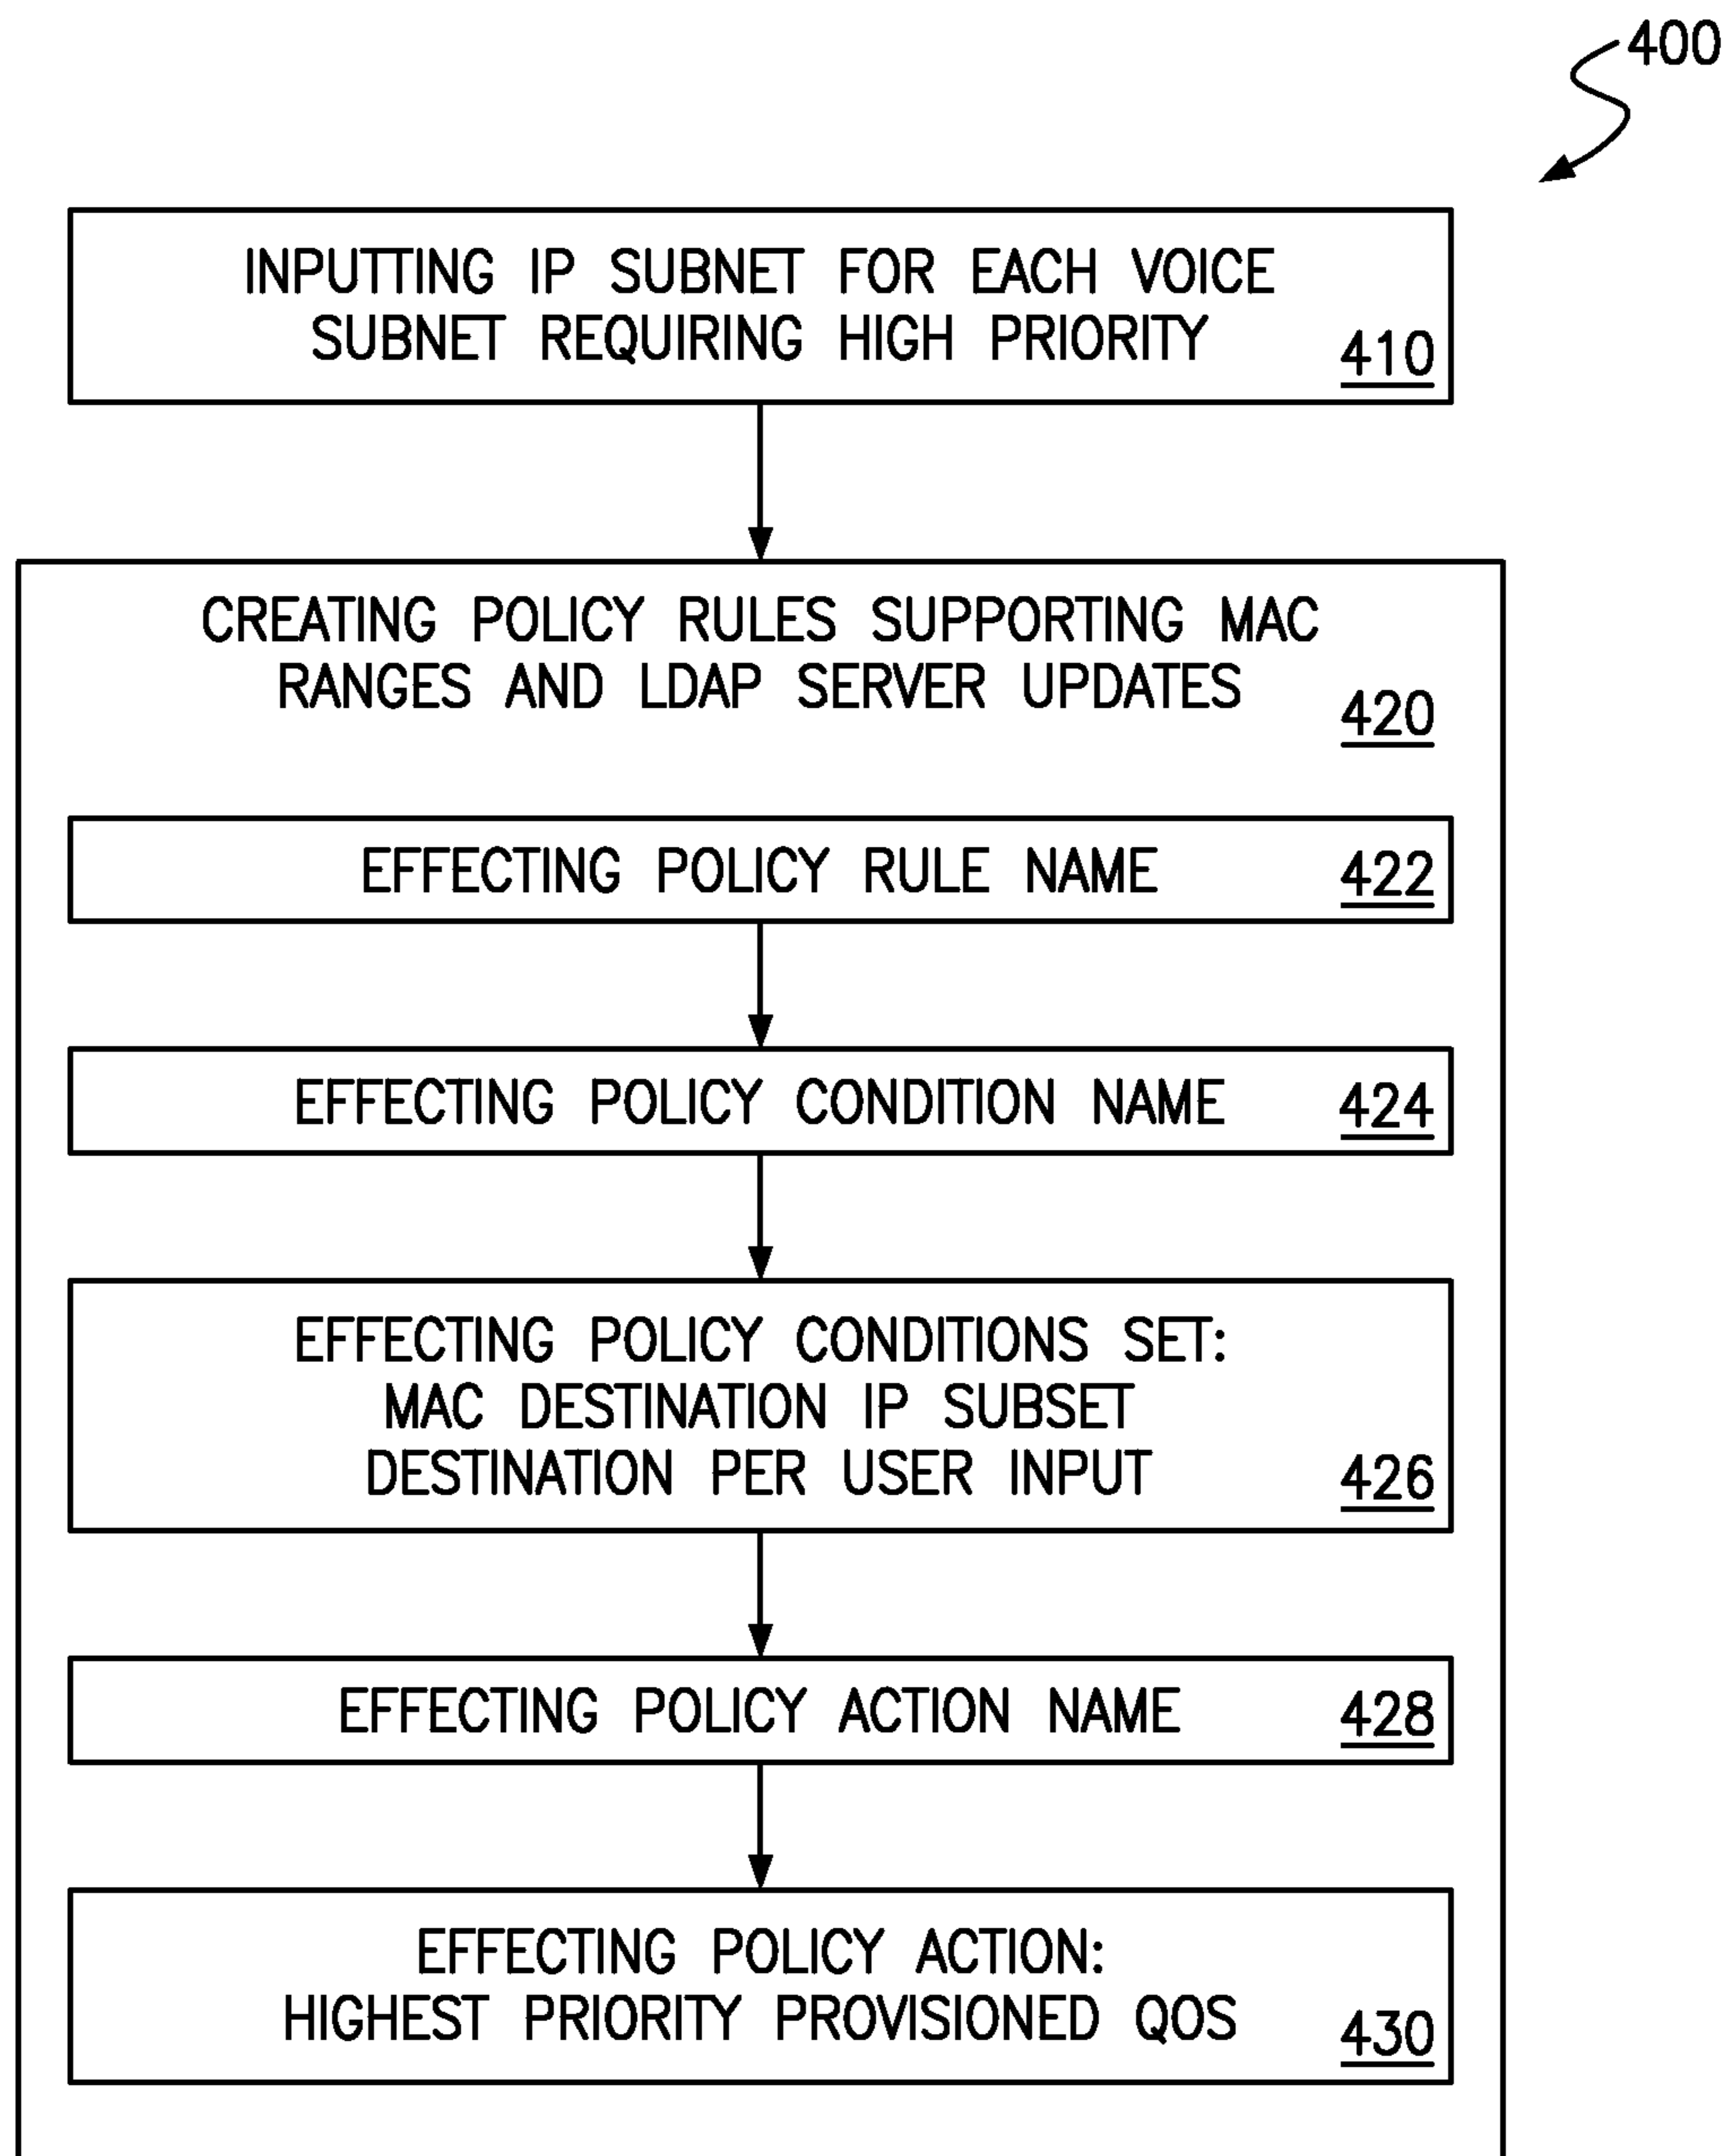 400
INPUTTING IP SUBNET FOR EACH VOICE
SUBNET REQUIRING HIGH PRIORITY
410
CREATING POLICY RULES SUPPORTING MAC
RANGES AND LDAP SERVER UPDATES
420
EFFECTING POLICY RULE NAME
422
EFFECTING POLICY CONDITION NAME
424
EFFECTING POLICY CONDITIONS SET:
MAC DESTINATION IP SUBSET
DESTINATION PER USER INPUT
426
EFFECTING POLICY ACTION NAME
428
EFFECTING POLICY ACTION:
HIGHEST PRIORITY PROVISIONED QOS
430